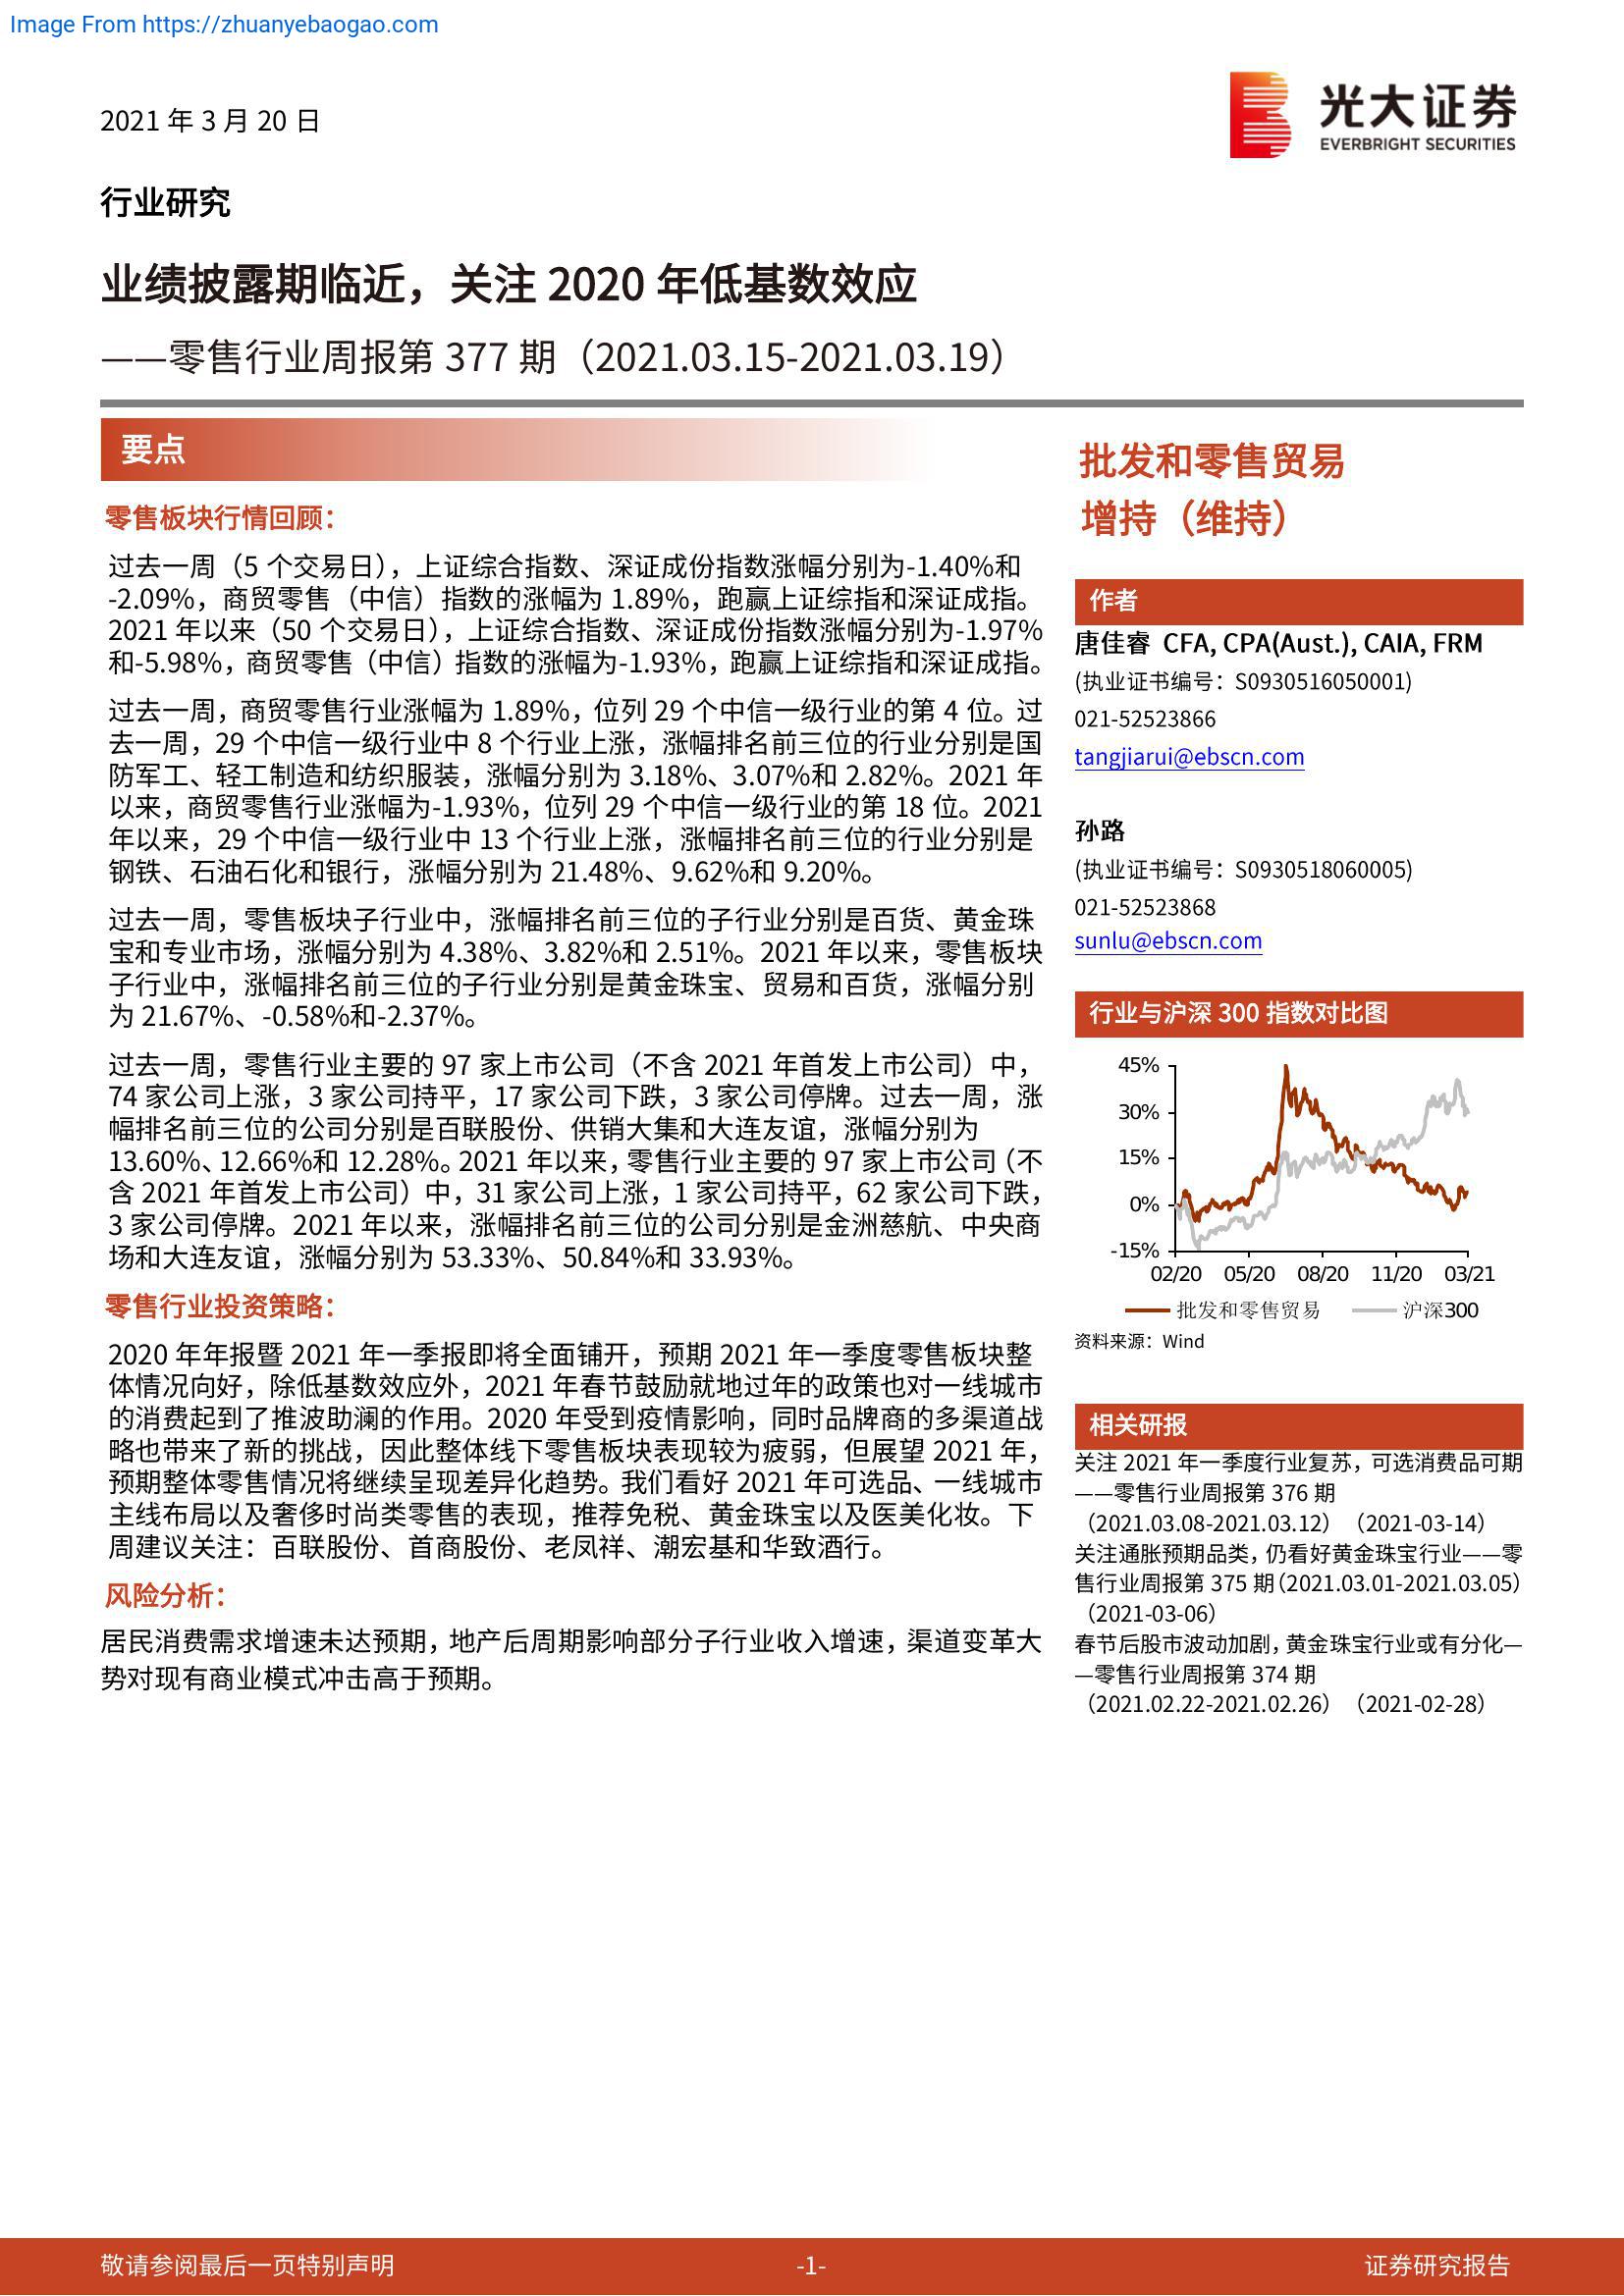 Image From https://zhuanyebaogao.com
2021 年 3 月 20 日
光大证券
EVERBRIGHT SECURITIES
行业研究
业绩披露期临近，关注 2020 年低基数效应
——零售行业周报第 377 期（2021.03.15-2021.03.19）
要点
零售板块行情回顾：
过去一周（5 个交易日），上证综合指数、深证成份指数涨幅分别为-1.40%和
-2.09%，商贸零售（中信）指数的涨幅为 1.89%，跑赢上证综指和深证成指。
2021 年以来（50 个交易日），上证综合指数、深证成份指数涨幅分别为-1.97%
和-5.98%，商贸零售（中信）指数的涨幅为-1.93%，跑赢上证综指和深证成指。
过去一周，商贸零售行业涨幅为 1.89%，位列 29 个中信一级行业的第 4 位。过
去一周，29 个中信一级行业中 8 个行业上涨，涨幅排名前三位的行业分别是国
防军工、轻工制造和纺织服装，涨幅分别为 3.18%、3.07%和 2.82%。2021 年
以来，商贸零售行业涨幅为-1.93%，位列 29 个中信一级行业的第 18 位。2021
年以来，29 个中信一级行业中 13 个行业上涨，涨幅排名前三位的行业分别是
钢铁、石油石化和银行，涨幅分别为 21.48%、9.62%和 9.20%。
过去一周，零售板块子行业中，涨幅排名前三位的子行业分别是百货、黄金珠
宝和专业市场，涨幅分别为 4.38%、3.82%和 2.51%。2021 年以来，零售板块
子行业中，涨幅排名前三位的子行业分别是黄金珠宝、贸易和百货，涨幅分别
为 21.67%、-0.58%和-2.37%。
过去一周，零售行业主要的 97 家上市公司（不含 2021 年首发上市公司）中，
74 家公司上涨，3 家公司持平，17 家公司下跌，3 家公司停牌。过去一周，涨
幅排名前三位的公司分别是百联股份、供销大集和大连友谊，涨幅分别为
13.60%、12.66%和 12.28%。2021 年以来，零售行业主要的 97 家上市公司（不
含 2021 年首发上市公司）中，31 家公司上涨，1 家公司持平，62 家公司下跌，
3 家公司停牌。2021 年以来，涨幅排名前三位的公司分别是金洲慈航、中央商
场和大连友谊，涨幅分别为 53.33%、50.84%和 33.93%。
零售行业投资策略：
2020 年年报暨 2021 年一季报即将全面铺开，预期 2021 年一季度零售板块整
体情况向好，除低基数效应外，2021 年春节鼓励就地过年的政策也对一线城市
的消费起到了推波助澜的作用。2020 年受到疫情影响，同时品牌商的多渠道战
略也带来了新的挑战，因此整体线下零售板块表现较为疲弱，但展望 2021 年，
预期整体零售情况将继续呈现差异化趋势。我们看好 2021 年可选品、一线城市
主线布局以及奢侈时尚类零售的表现，推荐免税、黄金珠宝以及医美化妆。下
周建议关注：百联股份、首商股份、老凤祥、潮宏基和华致酒行。
风险分析：
居民消费需求增速未达预期，地产后周期影响部分子行业收入增速，渠道变革大
势对现有商业模式冲击高于预期。
批发和零售贸易
增持（维持）
作者
唐佳睿 CFA, CPA(Aust.), CAIA, FRM
(执业证书编号：S0930516050001)
021-52523866
tangjiarui@ebscn.com
孙路
(执业证书编号：S0930518060005)
021-52523868
sunlu@ebscn.com
行业与沪深 300 指数对比图
45%
30%
15%
0%
-15%
02/20 05/20 08/20 11/20 03/21
批发和零售贸易 沪深300
资料来源：Wind
相关研报
关注 2021 年一季度行业复苏，可选消费品可期
——零售行业周报第 376 期
（2021.03.08-2021.03.12）（2021-03-14）
关注通胀预期品类，仍看好黄金珠宝行业——零
售行业周报第 375 期（2021.03.01-2021.03.05）
（2021-03-06）
春节后股市波动加剧，黄金珠宝行业或有分化—
—零售行业周报第 374 期
（2021.02.22-2021.02.26）（2021-02-28）
敬请参阅最后一页特别声明
-1-
证券研究报告